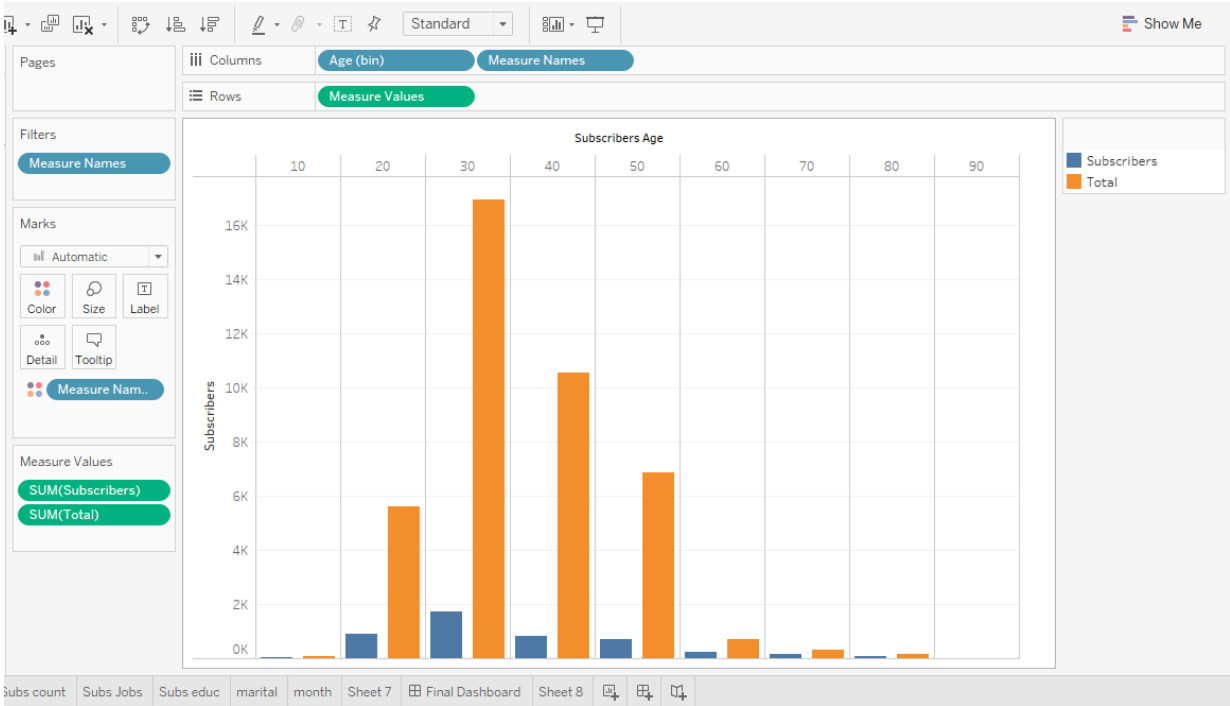 Standard
Show Me
Pages
Columns
Age (bin)
Measure Names
Rows
Measure Values
Filters
Measure Names
Marks
Automatic
Color
Size
Label
Detail
Tooltip
Measure Nam..
Measure Values
SUM(Subscribers)
SUM(Total)
Subscribers Age
10 20 30 40 50 60 70 80 90
16K
14K
12K
10K
8K
6K
4K
2K
0K
Subscribers
Subscribers
Total
Subs count Subs Jobs Subs educ marital month Sheet 7 Final Dashboard Sheet 8